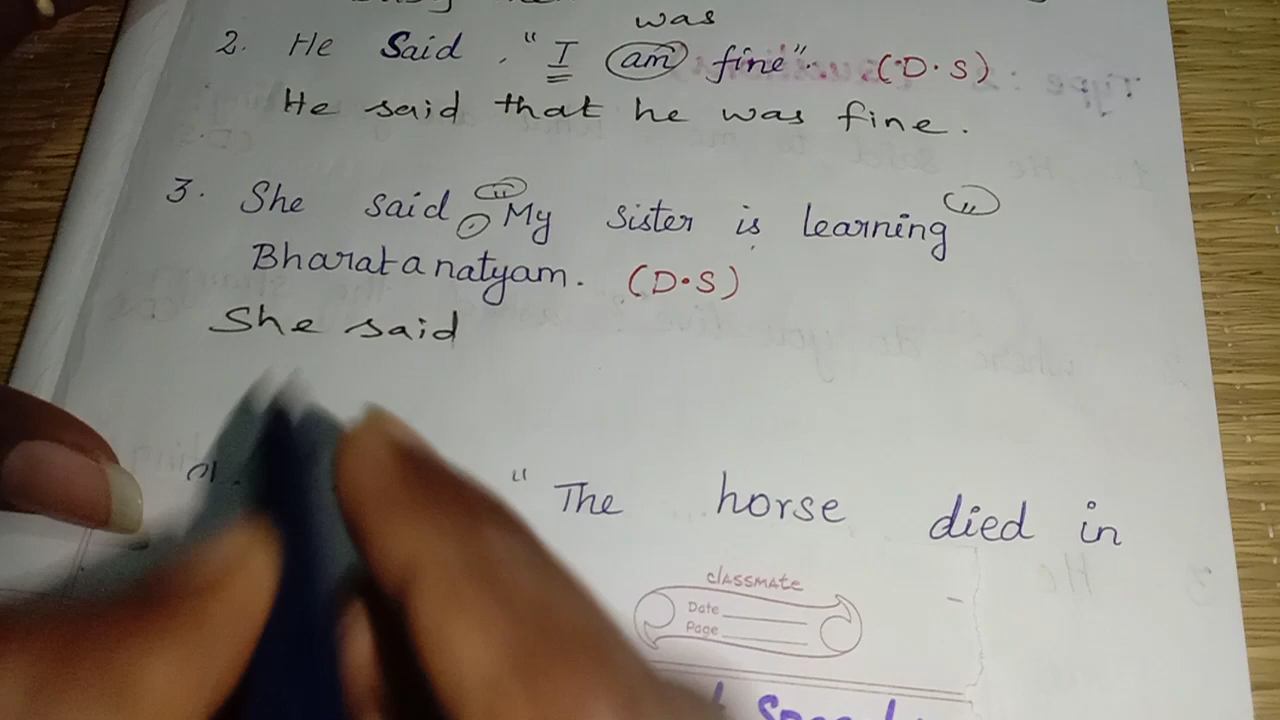 was
2. He Said , " I am fine". (D.S)
He said that he was fine.
3. She said , " My sister is learning "
Bharatanatyam. (D.S)
She said
" The horse died in
classmate
Date
Page